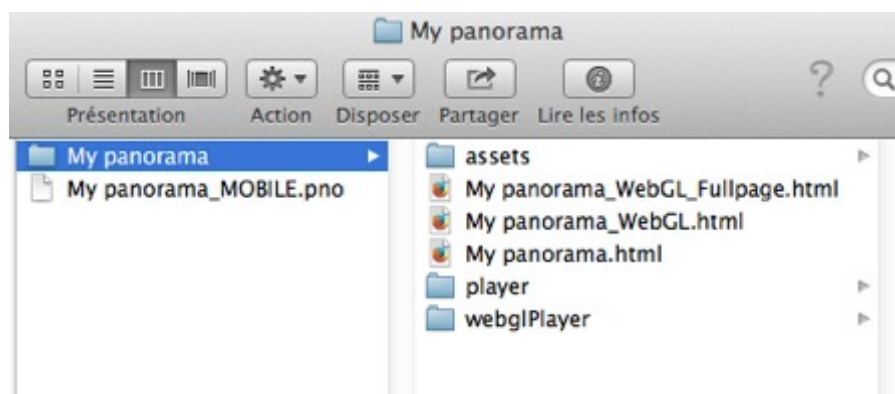 My panorama
Présentation Action Disposer Partager Lire les infos
My panorama
My panorama_MOBILE.pno
assets
My panorama_WebGL_Fullpage.html
My panorama_WebGL.html
My panorama.html
player
webglPlayer